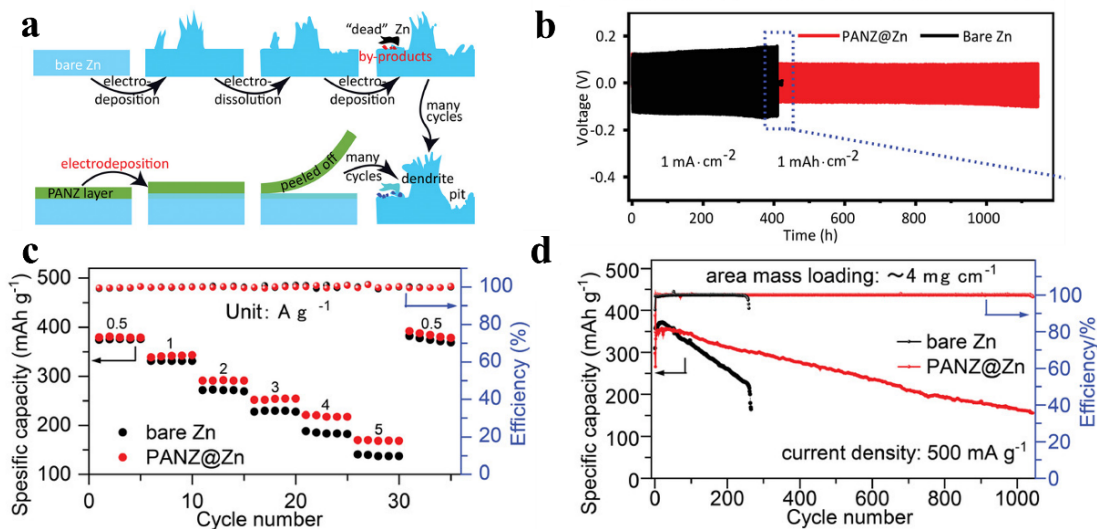 a
bare Zn
electro-
deposition
electro-
dissolution
electro-
deposition
"dead" Zn
by-products
many
cycles
PANZ layer
electrodeposition
peeled off
many
cycles
dendrite
pit
b
PANZ@Zn
Bare Zn
Voltage (V)
0.2
0.0
-0.2
-0.4
1 mA·cm-2
1 mAh·cm-2
0
200
400
600
800
1000
Time (h)
c
Spesific capacity (mAh g-1)
500
400
300
200
100
Unit: A g -1
0.5
1
2
3
4
5
0.5
bare Zn
PANZ@Zn
0
10
20
30
Cycle number
100
80
60
40
20
0
Efficiency (%)
d
Specific capacity (mAh g-1)
450
400
350
300
250
200
150
100
50
0
area mass loading: ~4 mg cm-1
bare Zn
PANZ@Zn
current density: 500 mA g-1
0
200
400
600
800
1000
Cycle number
100
80
60
40
20
0
Efficiency/%